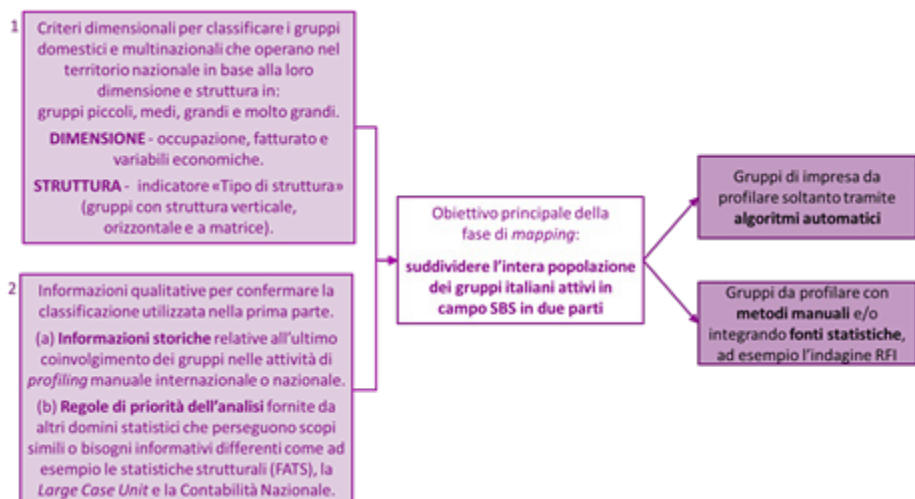 1
Criteri dimensionali per classificare i gruppi
domestici e multinazionali che operano nel
territorio nazionale in base alla loro
dimensione e struttura in:
gruppi piccoli, medi, grandi e molto grandi.
DIMENSIONE - occupazione, fatturato e
variabili economiche.
STRUTTURA - indicatore «Tipo di struttura»
(gruppi con struttura verticale,
orizzontale e a matrice).
2
Informazioni qualitative per confermare la
classificazione utilizzata nella prima parte.
(a) Informazioni storiche relative all'ultimo
coinvolgimento dei gruppi nelle attività di
profiling manuale internazionale o nazionale.
(b) Regole di priorità dell'analisi fornite da
altri domini statistici che perseguono scopi
simili o bisogni informativi differenti come ad
esempio le statistiche strutturali (FATS), la
Large Case Unit e la Contabilità Nazionale.
Obiettivo principale della
fase di mapping:
suddividere l'intera popolazione
dei gruppi italiani attivi in
campo SBS in due parti
Gruppi di impresa da
profilare soltanto tramite
algoritmi automatici
Gruppi da profilare con
metodi manuali e/o
integrando fonti statistiche,
ad esempio l'indagine RFI